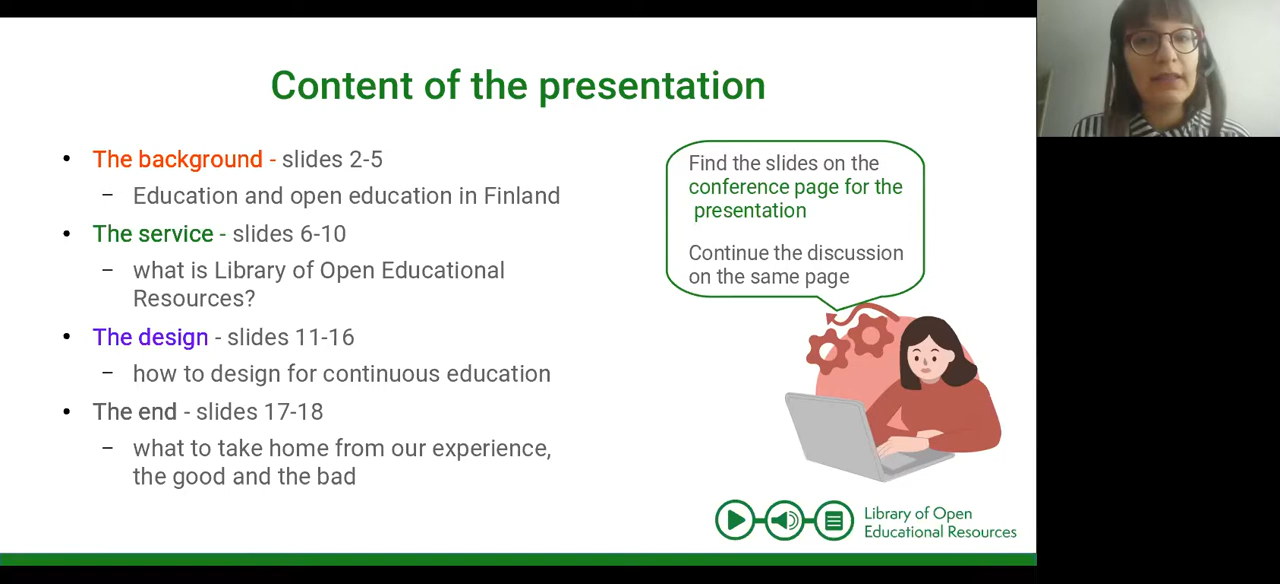 Content of the presentation
• The background - slides 2-5
– Education and open education in Finland
• The service - slides 6-10
– what is Library of Open Educational
Resources?
• The design - slides 11-16
– how to design for continuous education
• The end - slides 17-18
– what to take home from our experience,
the good and the bad
Find the slides on the
conference page for the
presentation
Continue the discussion
on the same page
Library of Open
Educational Resources